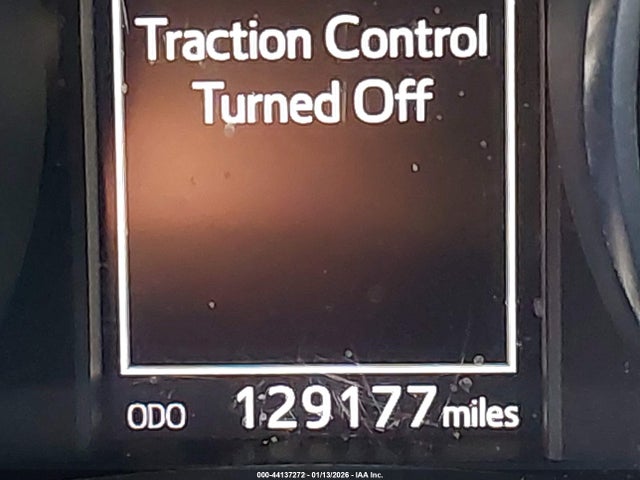 Traction Control
Turned Off
ODO 129177 miles
000-44137272 - 01/13/2026 - IAA Inc.